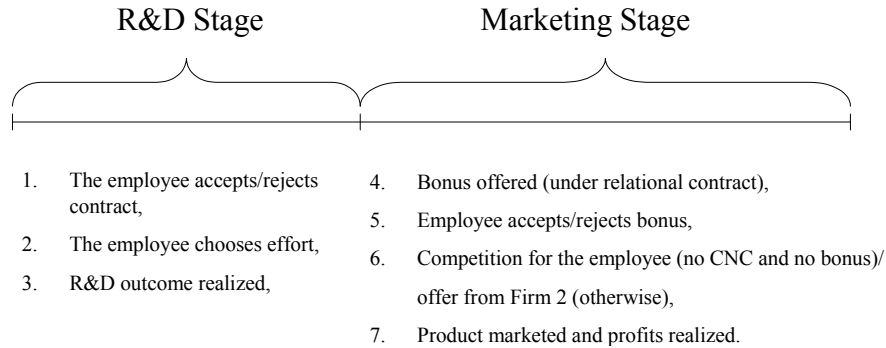 R&D Stage
Marketing Stage
1. The employee accepts/rejects
contract,
2. The employee chooses effort,
3. R&D outcome realized,
4. Bonus offered (under relational contract),
5. Employee accepts/rejects bonus,
6. Competition for the employee (no CNC and no bonus)/
offer from Firm 2 (otherwise),
7. Product marketed and profits realized.